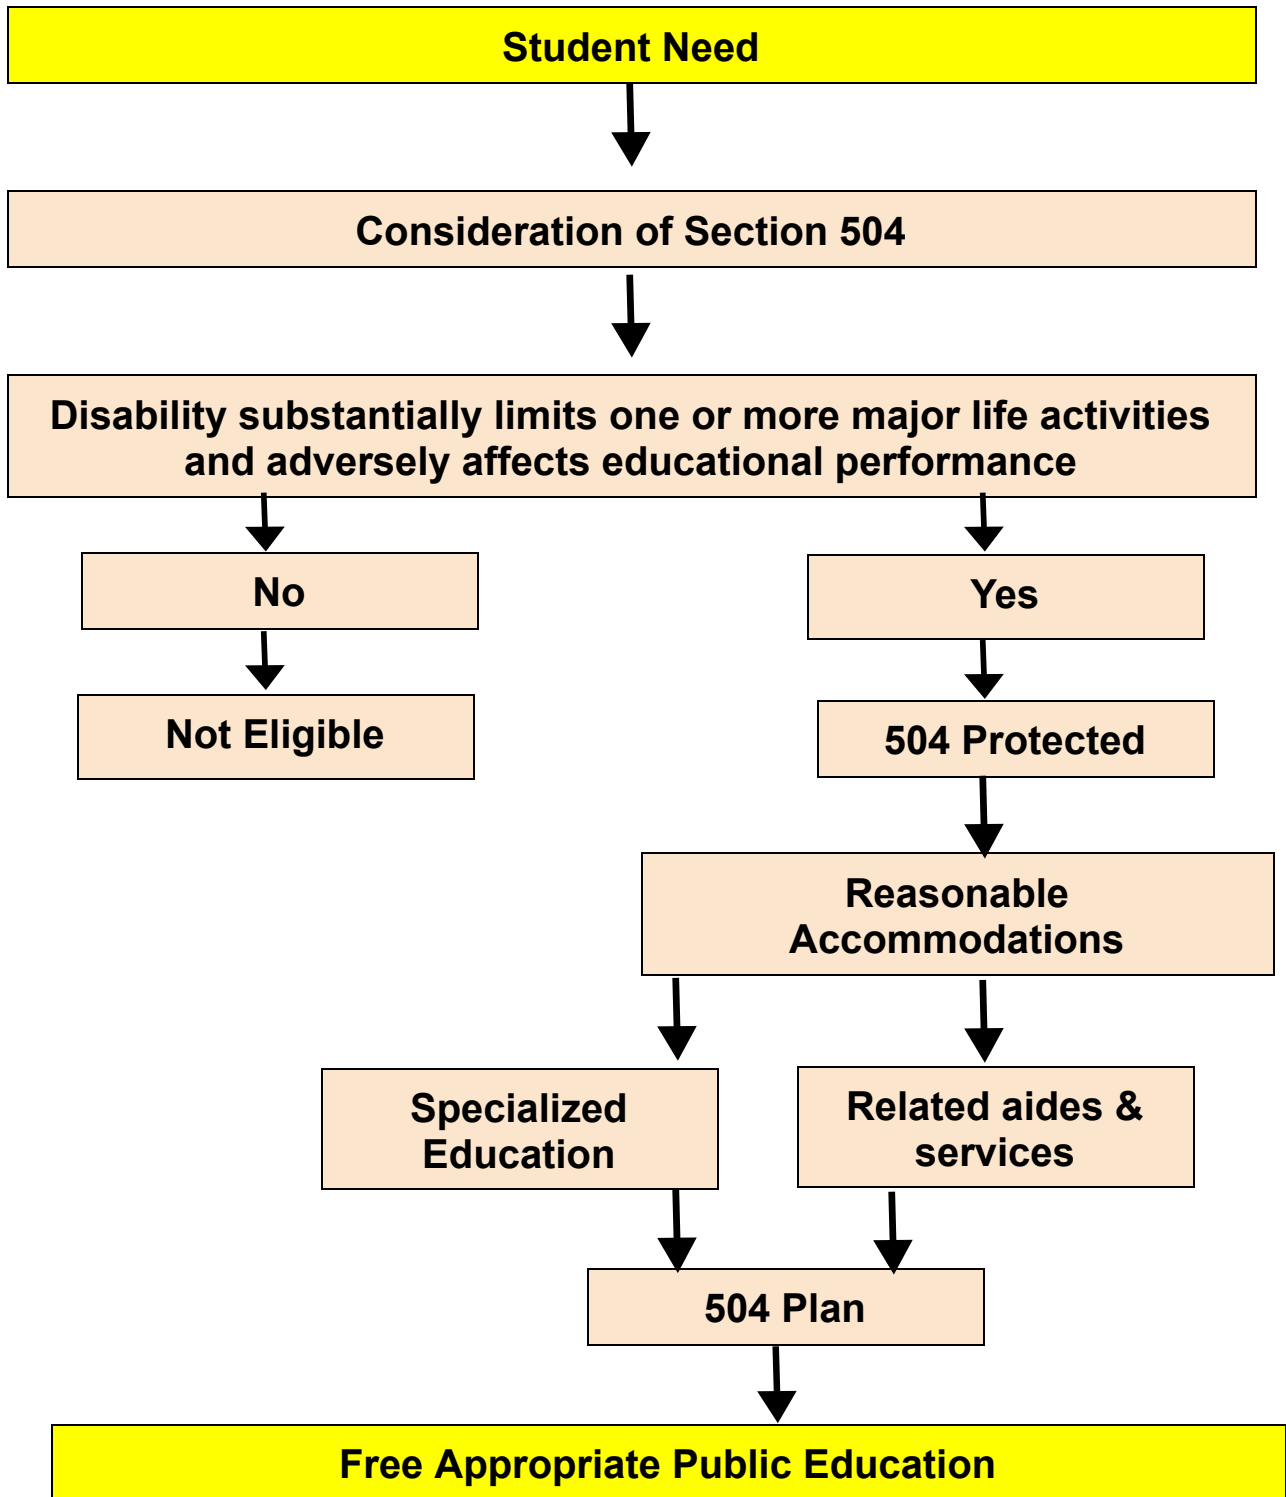 Student Need
Consideration of Section 504
Disability substantially limits one or more major life activities
and adversely affects educational performance
No
Yes
Not Eligible
504 Protected
Reasonable
Accommodations
Specialized
Education
Related aides &
services
504 Plan
Free Appropriate Public Education